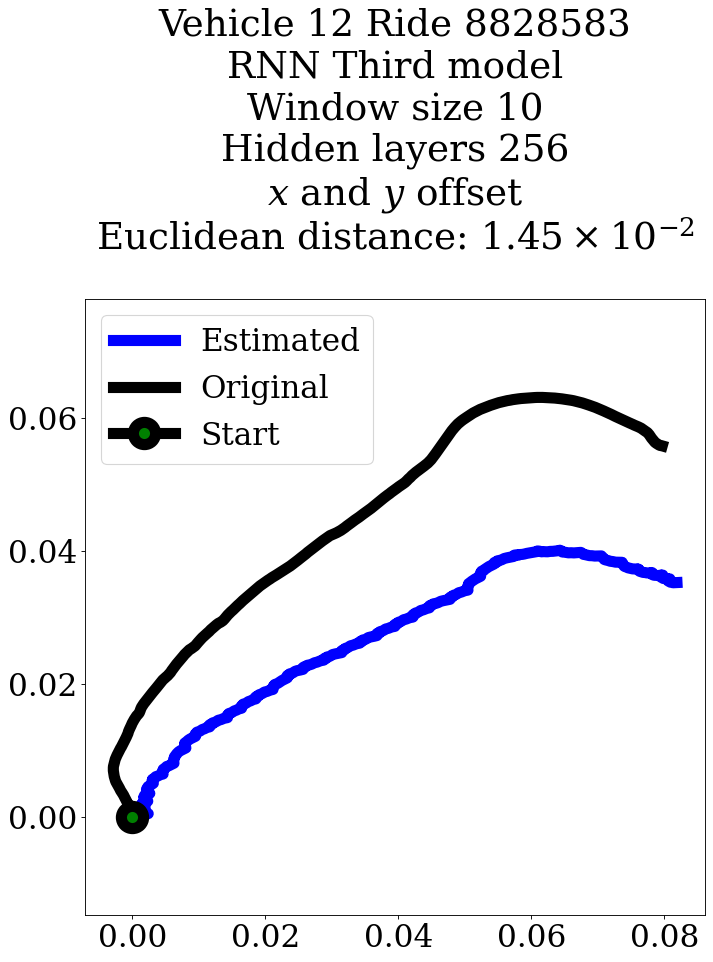 Vehicle 12 Ride 8828583
RNN Third model
Window size 10
Hidden layers 256
x and y offset
Euclidean distance: 1.45 × 10⁻²
Estimated
Original
Start
0.06
0.04
0.02
0.00
0.00 0.02 0.04 0.06 0.08